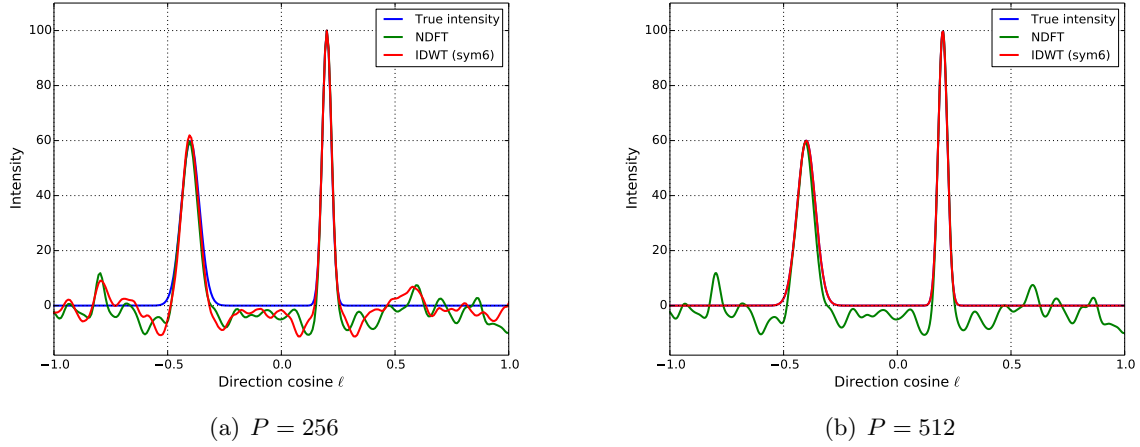 100
80
60
40
20
0
Intensity
−1.0 −0.5 0.0 0.5 1.0
Direction cosine ℓ
True intensity
NDFT
IDWT (sym6)
(a) P = 256
100
80
60
40
20
0
Intensity
−1.0 −0.5 0.0 0.5 1.0
Direction cosine ℓ
True intensity
NDFT
IDWT (sym6)
(b) P = 512